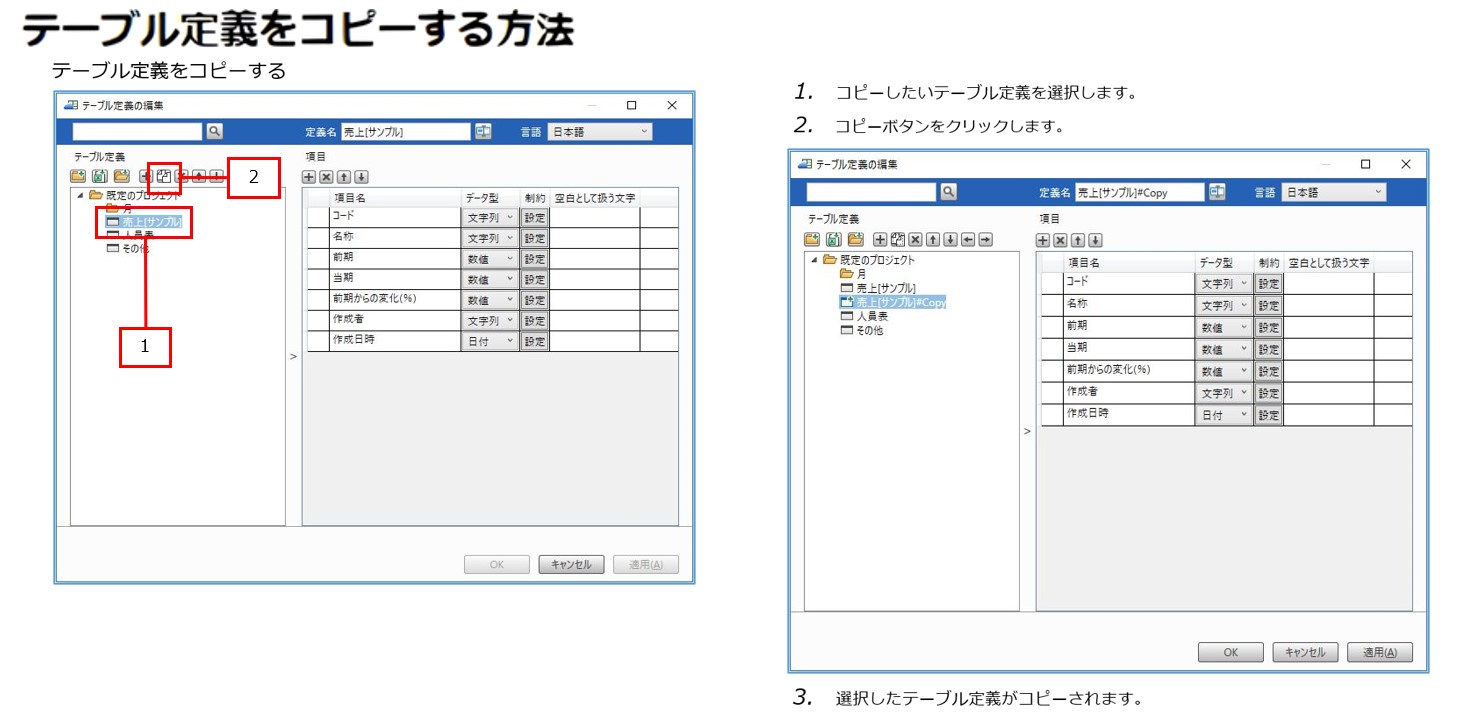 テーブル定義をコピーする方法
テーブル定義をコピーする
テーブル定義の編集
定義名 売上[サンプル] 言語 日本語
テーブル定義
項目
2
既定のプロジェクト
月
売上[サンプル]
人員表
その他
1
項目名 データ型 制約 空白として扱う文字
コード 文字列 設定
名称 文字列 設定
前期 数値 設定
当期 数値 設定
前期からの変化(%) 数値 設定
作成者 文字列 設定
作成日時 日付 設定
>
OK キャンセル 適用(A)
1. コピーしたいテーブル定義を選択します。
2. コピーボタンをクリックします。
テーブル定義の編集
定義名 売上[サンプル]#Copy 言語 日本語
テーブル定義
項目
既定のプロジェクト
月
売上[サンプル]
売上[サンプル]#Copy
人員表
その他
項目名 データ型 制約 空白として扱う文字
コード 文字列 設定
名称 文字列 設定
前期 数値 設定
当期 数値 設定
前期からの変化(%) 数値 設定
作成者 文字列 設定
作成日時 日付 設定
>
OK キャンセル 適用(A)
3. 選択したテーブル定義がコピーされます。